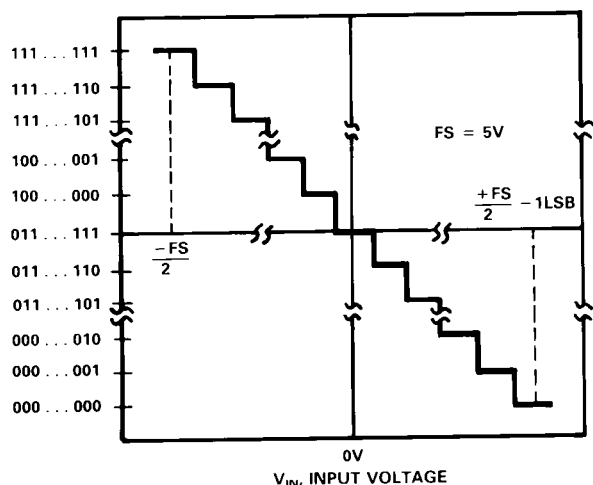 111 . . . 111
111 . . . 110
111 . . . 101
100 . . . 001
100 . . . 000
011 . . . 111
011 . . . 110
011 . . . 101
000 . . . 010
000 . . . 001
000 . . . 000
FS = 5V
+FS
2
- 1LSB
-FS
2
0V
VIN, INPUT VOLTAGE